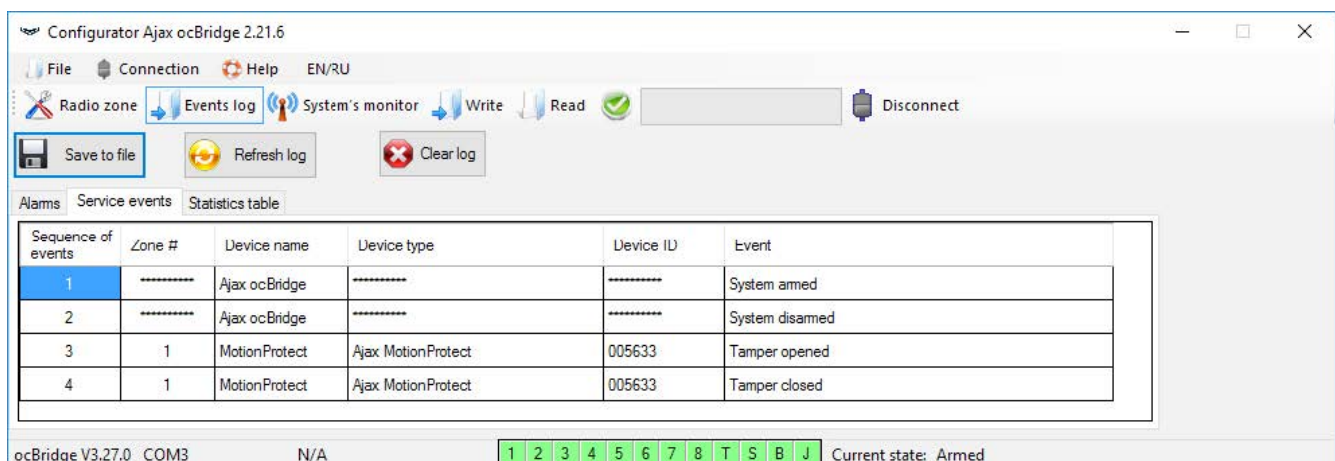 Configurator Ajax ocBridge 2.21.6
File Connection Help EN/RU
Radio zone Events log System's monitor Write Read Disconnect
Save to file Refresh log Clear log
Alarms Service events Statistics table
Sequence of events Zone # Device name Device type Device ID Event
1 ********** Ajax ocBridge ********** ********** System armed
2 ********** Ajax ocBridge ********** ********** System disarmed
3 1 MotionProtect Ajax MotionProtect 005633 Tamper opened
4 1 MotionProtect Ajax MotionProtect 005633 Tamper closed
ocBridge V3.27.0 COM3 N/A 1 2 3 4 5 6 7 8 T S B J Current state: Armed